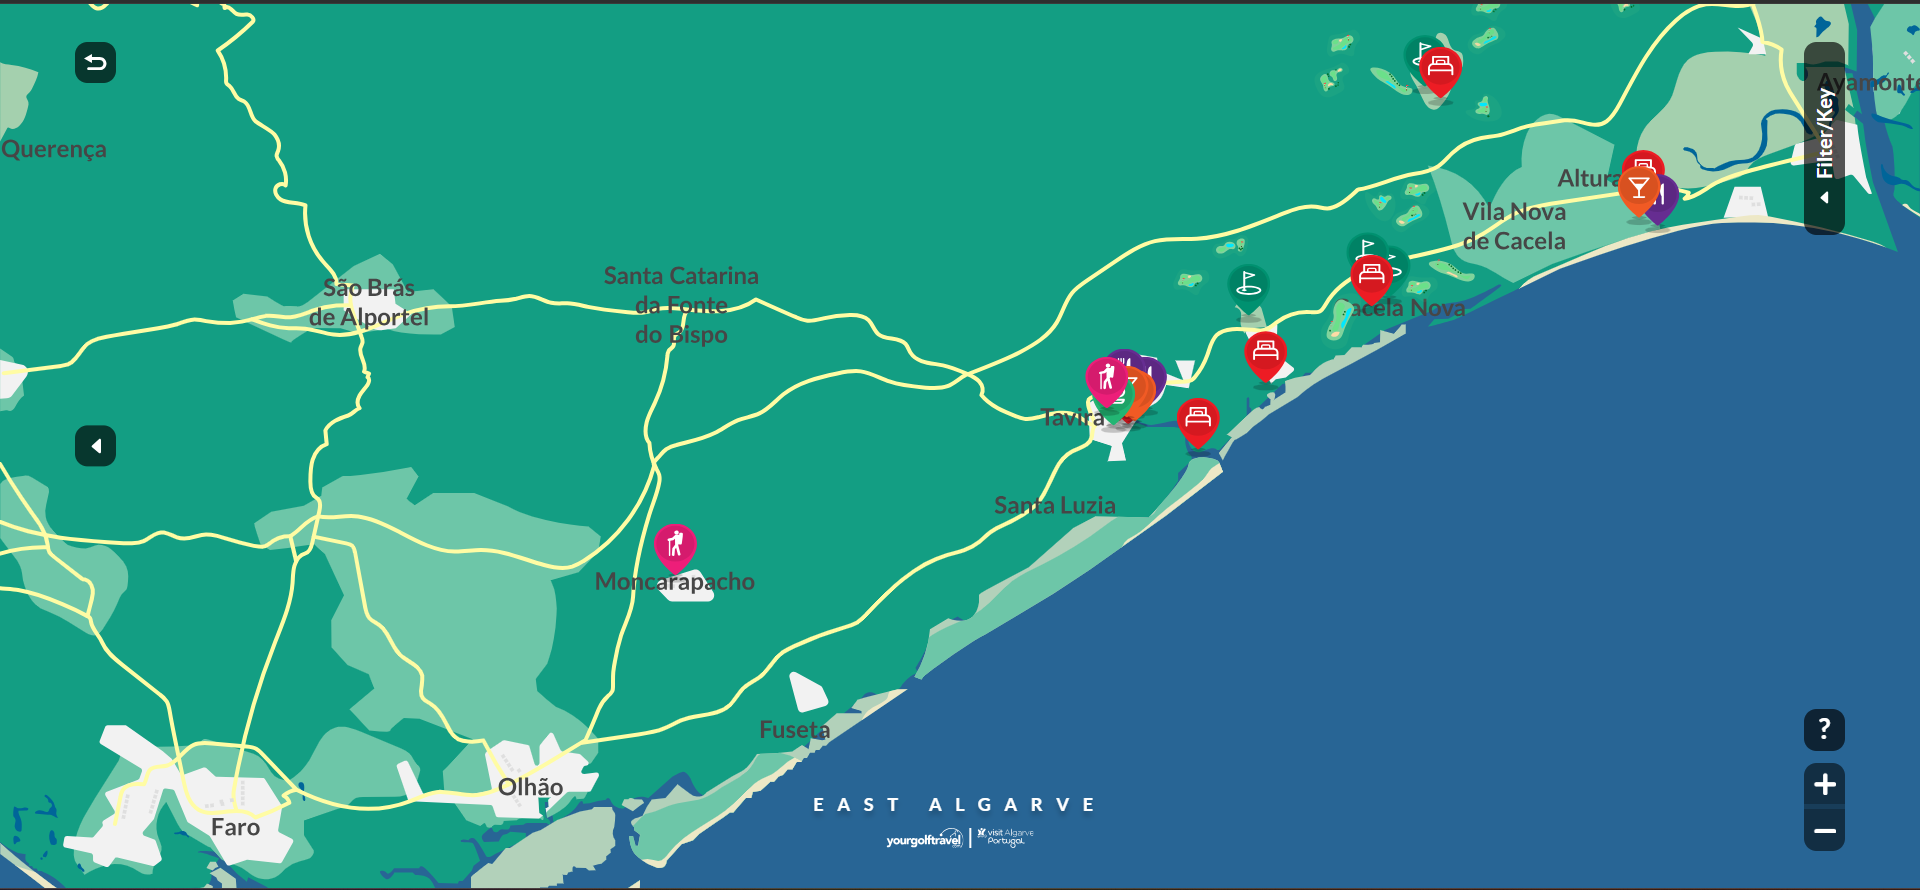 Ayamonte
Filter/Key
Querença
Altura
Vila Nova
de Cacela
Santa Catarina
da Fonte
do Bispo
São Brás
de Alportel
acela Nova
Tavira
Santa Luzia
Moncarapacho
Fuseta
?
Olhão
EAST ALGARVE
Faro
yourgolftravel
visit Algarve
Portugal